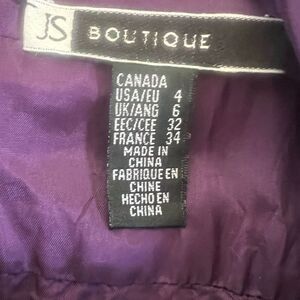 JS BOUTIQUE
CANADA
USA/EU 4
UK/ANG 6
EEC/CEE 32
FRANCE 34
MADE IN
CHINA
FABRIQUE EN
CHINE
HECHO EN
CHINA